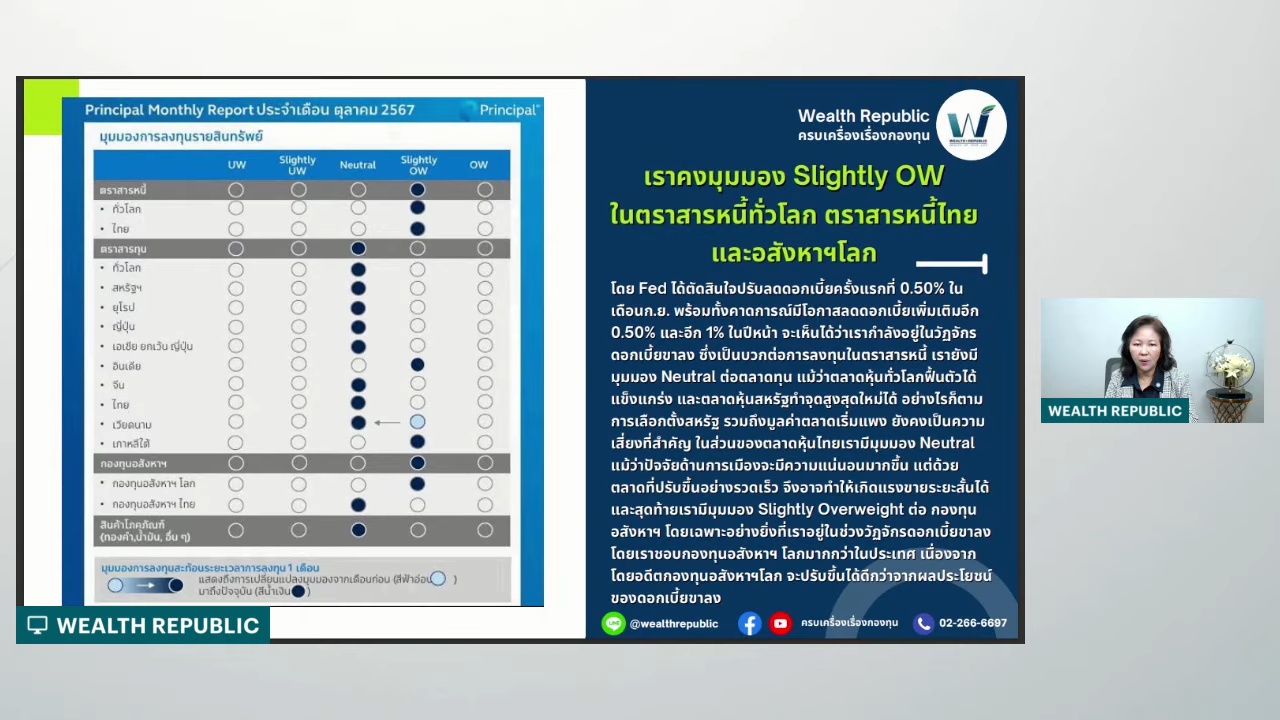 Principal Monthly Report ประจำเดือน ตุลาคม 2567
Principal
มุมมองการลงทุนรายสินทรัพย์
UW
Slightly UW
Neutral
Slightly OW
OW
ตราสารหนี้
• ทั่วโลก
• ไทย
ตราสารทุน
• ทั่วโลก
• สหรัฐฯ
• ยุโรป
• ญี่ปุ่น
• เอเชีย ยกเว้น ญี่ปุ่น
• อินเดีย
• จีน
• ไทย
• เวียดนาม
• เกาหลีใต้
กองทุนอสังหาฯ
• กองทุนอสังหาฯ โลก
• กองทุนอสังหาฯ ไทย
สินค้าโภคภัณฑ์
(ทองคำ,น้ำมัน, อื่น ๆ)
มุมมองการลงทุนสะท้อนระยะเวลาการลงทุน 1 เดือน
แสดงถึงการเปลี่ยนแปลงมุมมองจากเดือนก่อน (สีฟ้าอ่อน )
มาถึงปัจจุบัน (สีน้ำเงิน )
WEALTH REPUBLIC
Wealth Republic
ครบเครื่องเรื่องกองทุน
เราคงมุมมอง Slightly OW
ในตราสารหนี้ทั่วโลก ตราสารหนี้ไทย
และอสังหาฯโลก
โดย Fed ได้ตัดสินใจปรับลดดอกเบี้ยครั้งแรกที่ 0.50% ใน
เดือนก.ย. พร้อมทั้งคาดการณ์มีโอกาสลดดอกเบี้ยเพิ่มเติมอีก
0.50% และอีก 1% ในปีหน้า จะเห็นได้ว่าเรากำลังอยู่ในวัฏจักร
ดอกเบี้ยขาลง ซึ่งเป็นบวกต่อการลงทุนในตราสารหนี้ เรายังมี
มุมมอง Neutral ต่อตลาดทุน แม้ว่าตลาดหุ้นทั่วโลกฟื้นตัวได้
แข็งแกร่ง และตลาดหุ้นสหรัฐทำจุดสูงสุดใหม่ได้ อย่างไรก็ตาม
การเลือกตั้งสหรัฐ รวมถึงมูลค่าตลาดเริ่มแพง ยังคงเป็นความ
เสี่ยงที่สำคัญ ในส่วนของตลาดหุ้นไทยเรามีมุมมอง Neutral
แม้ว่าปัจจัยด้านการเมืองจะมีความแน่นอนมากขึ้น แต่ด้วย
ตลาดที่ปรับขึ้นอย่างรวดเร็ว จึงอาจทำให้เกิดแรงขายระยะสั้นได้
และสุดท้ายเรามีมุมมอง Slightly Overweight ต่อ กองทุน
อสังหาฯ โดยเฉพาะอย่างยิ่งที่เราอยู่ในช่วงวัฏจักรดอกเบี้ยขาลง
โดยเราชอบกองทุนอสังหาฯ โลกมากกว่าในประเทศ เนื่องจาก
โดยอดีตกองทุนอสังหาฯโลก จะปรับขึ้นได้ดีกว่าจากผลประโยชน์
ของดอกเบี้ยขาลง
@wealthrepublic
ครบเครื่องเรื่องกองทุน
02-266-6697
WEALTH REPUBLIC